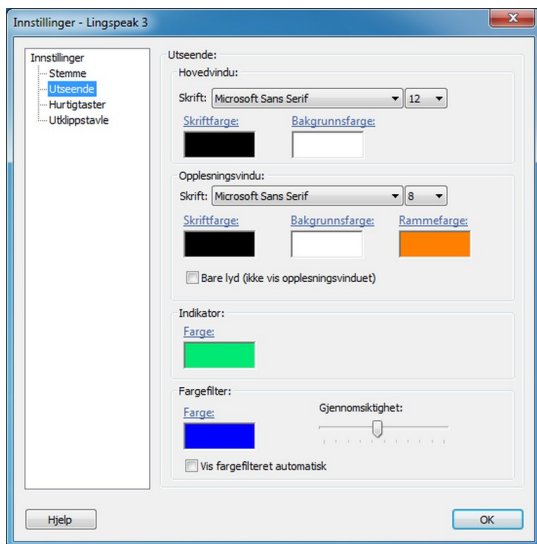 Innstillinger - Lingspeak 3
Innstillinger
Stemme
Utseende
Hurtigtaster
Utklippstavle
Utseende:
Hovedvindu:
Skrift: Microsoft Sans Serif 12
Skriftfarge: Bakgrunnsfarge:
Opplesningsvindu:
Skrift: Microsoft Sans Serif 8
Skriftfarge: Bakgrunnsfarge: Rammefarge:
Bare lyd (ikke vis opplesningsvinduet)
Indikator:
Farge:
Fargefilter:
Farge: Gjennomsiktighet:
Vis fargefilteret automatisk
Hjelp OK